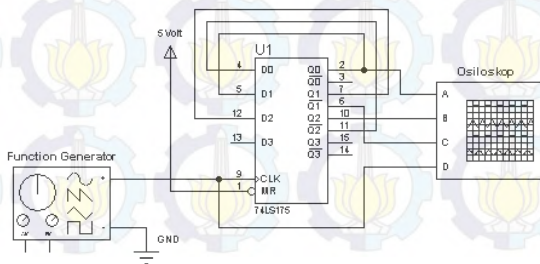 5 Volt
U1
4 D0 Q0 2
Q0 3
5 D1 Q1 7
Q1 6
12 D2 Q2 10
Q2 11
13 D3 Q3 15
Q3 14
9 CLK
1 MR
74LS175
Osiloskop
A
B
C
D
Function Generator
+
-
GND